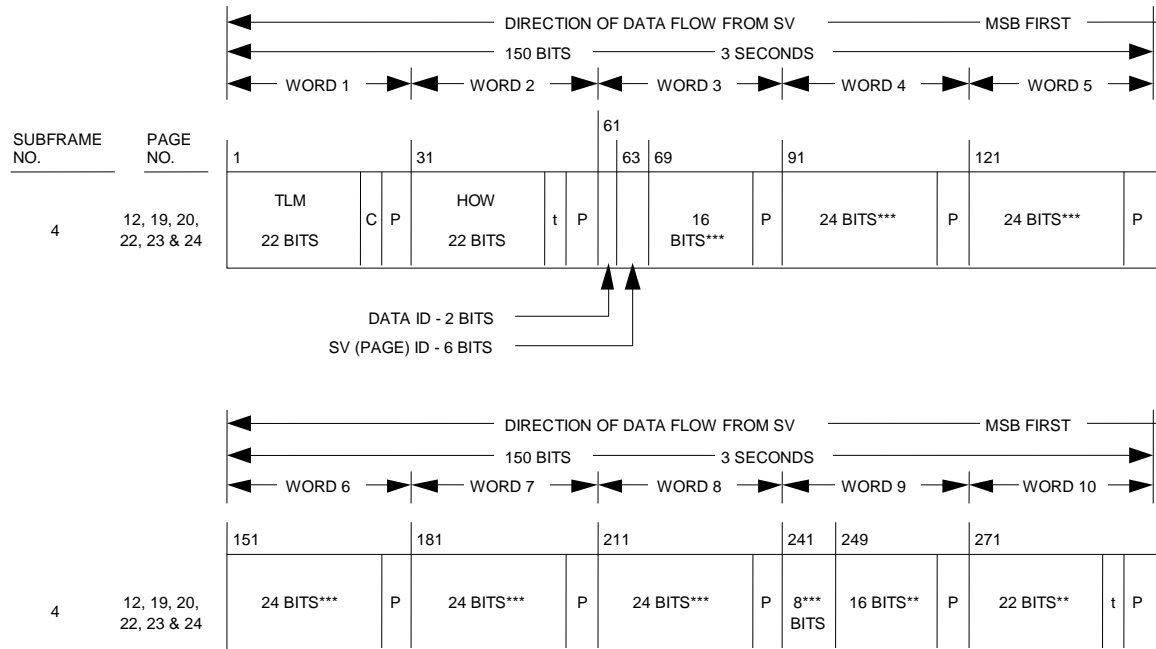 DIRECTION OF DATA FLOW FROM SV MSB FIRST
150 BITS 3 SECONDS
WORD 1 WORD 2 WORD 3 WORD 4 WORD 5
61
SUBFRAME NO. PAGE NO. 1 31 63 69 91 121
4 12, 19, 20, 22, 23 & 24 TLM 22 BITS C P HOW 22 BITS t P 16 BITS*** P 24 BITS*** P 24 BITS*** P
DATA ID - 2 BITS
SV (PAGE) ID - 6 BITS
DIRECTION OF DATA FLOW FROM SV MSB FIRST
150 BITS 3 SECONDS
WORD 6 WORD 7 WORD 8 WORD 9 WORD 10
151 181 211 241 249 271
4 12, 19, 20, 22, 23 & 24 24 BITS*** P 24 BITS*** P 24 BITS*** P 8*** BITS 16 BITS** P 22 BITS** t P